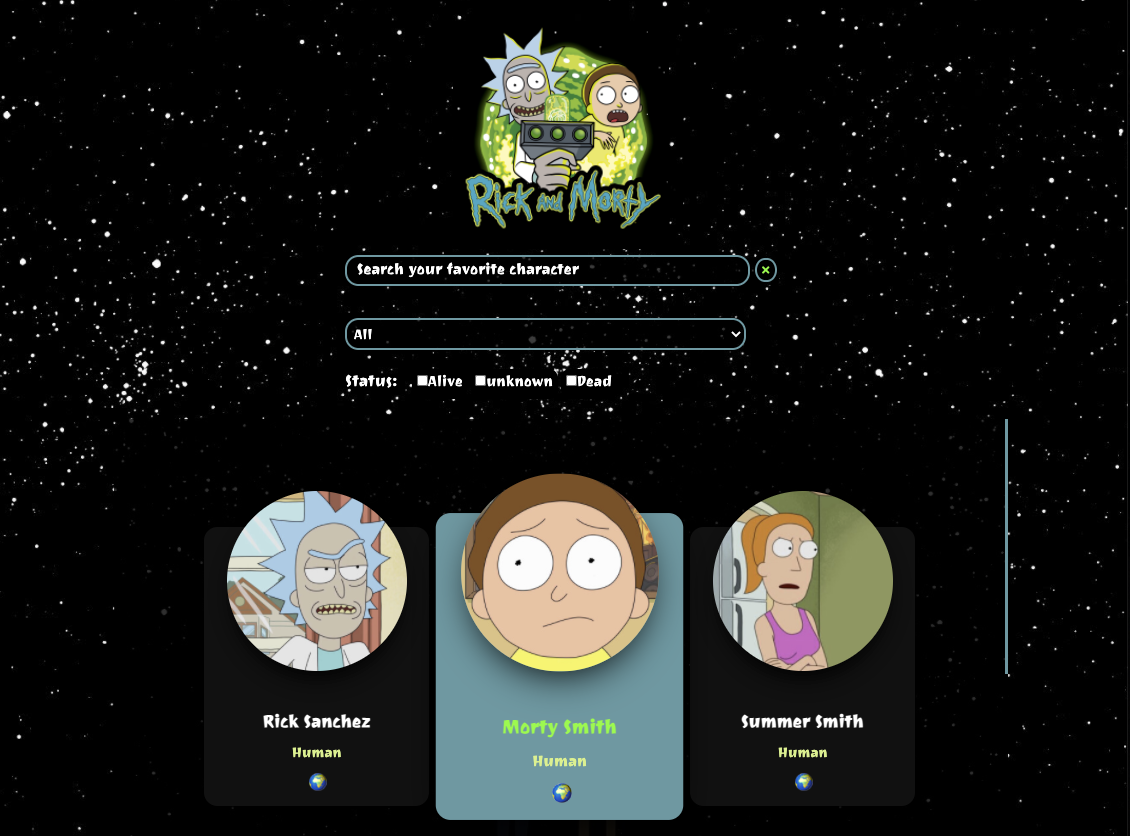 Rick and Morty
Search your favorite character
×
All
Status: Alive unknown Dead
Rick Sanchez
Human
Morty Smith
Human
Summer Smith
Human